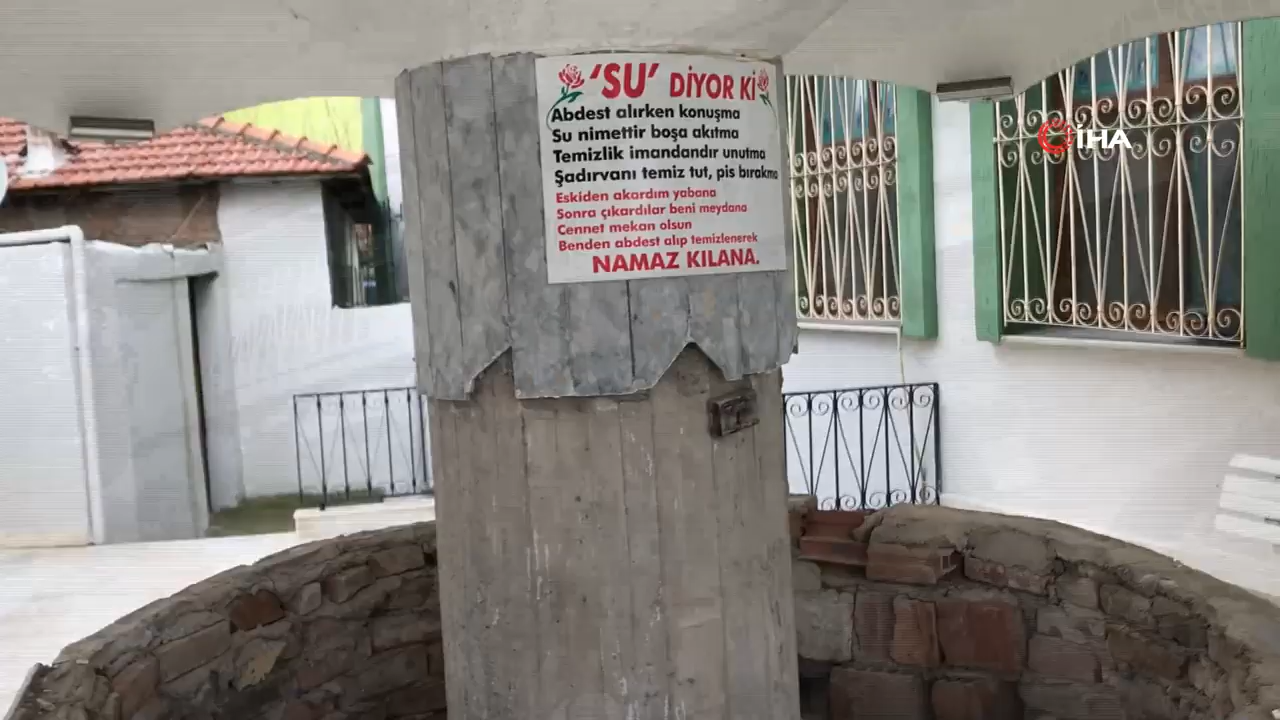 'SU' DİYOR Kİ
Abdest alırken konuşma
Su nimettir boşa akıtma
Temizlik imandandır unutma
Şadırvanı temiz tut, pis bırakma
Eskiden akardım yabana
Sonra çıkardılar beni meydana
Cennet mekan olsun
Benden abdest alıp temizlenerek
NAMAZ KILANA.
İHA